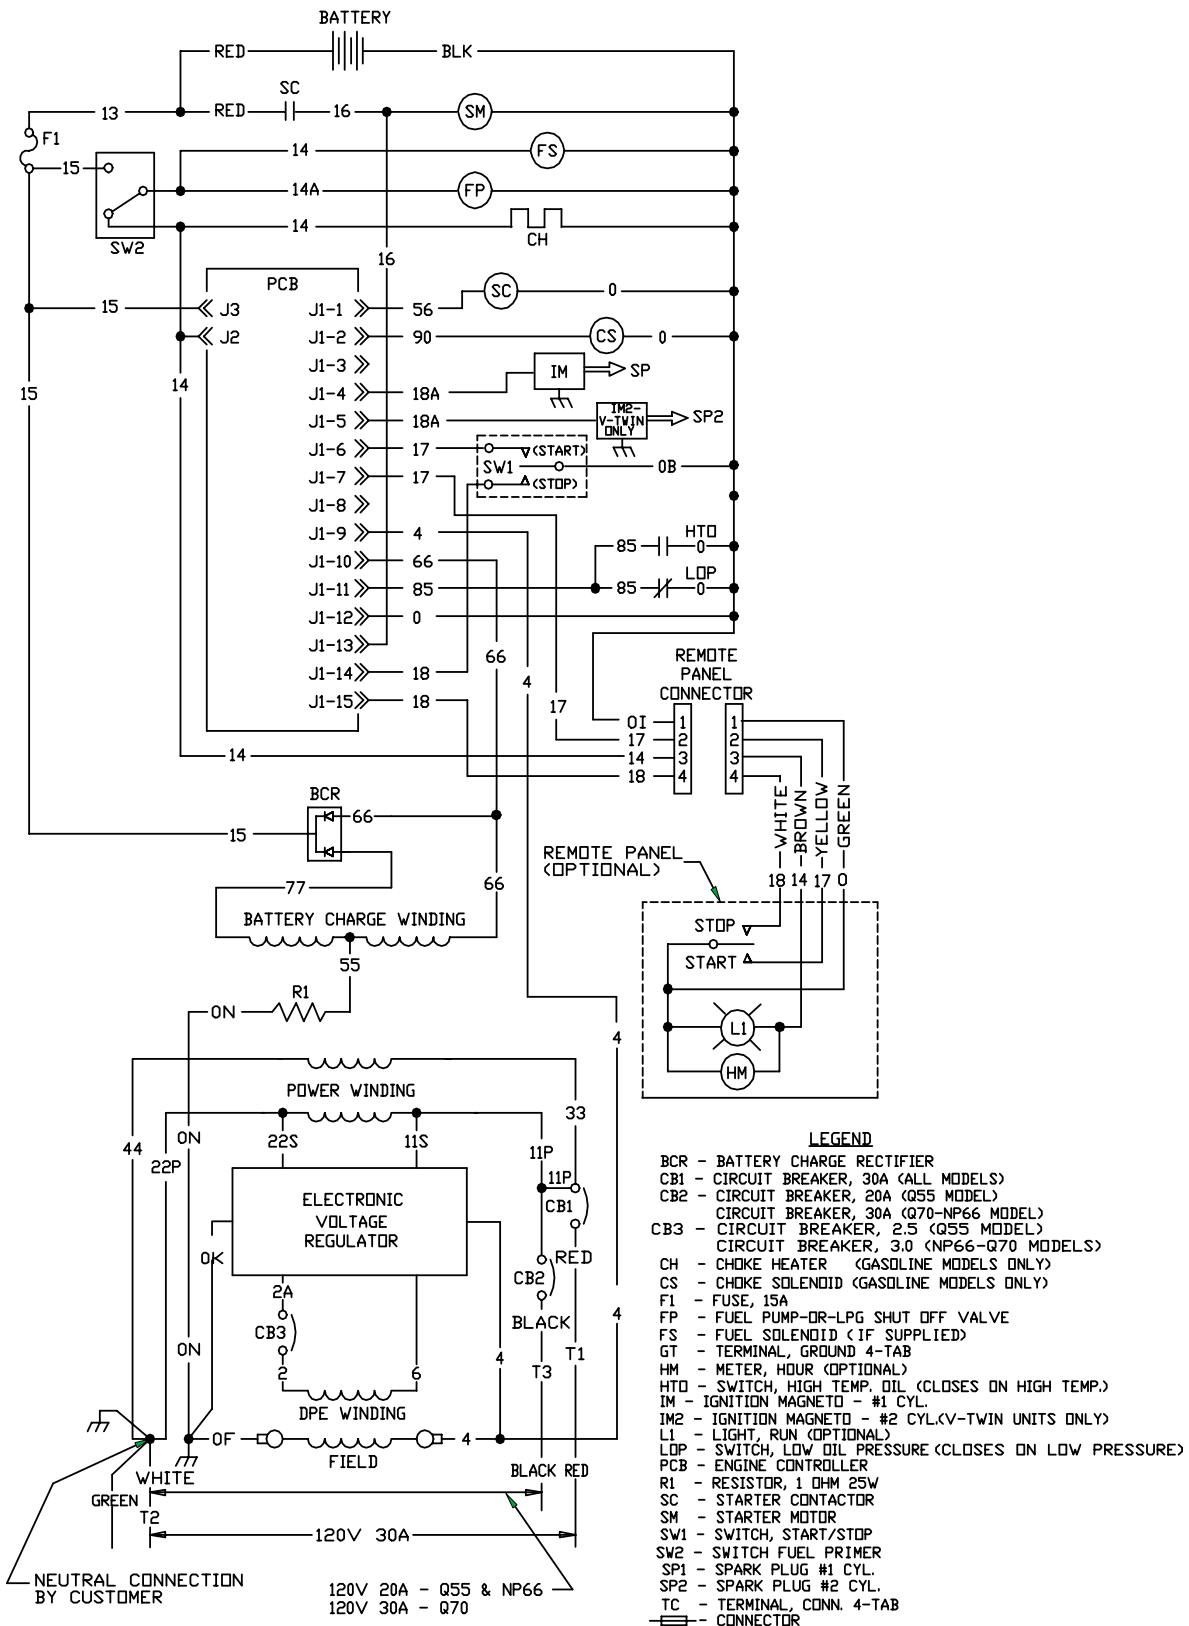 BATTERY
RED
BLK
SC
13
RED
16
SM
F1
14
FS
15
14A
FP
14
CH
SW2
16
PCB
SC
0
15
J3
J1-1
56
J2
J1-2
90
CS
0
J1-3
IM
SP
15
14
J1-4
18A
IM2-
V-TWIN
ONLY
SP2
J1-5
18A
J1-6
17
(START)
SW1
0B
J1-7
17
(STOP)
J1-8
J1-9
4
HTO
85
0
J1-10
66
LOP
J1-11
85
85
0
J1-12
0
J1-13
66
REMOTE
PANEL
CONNECTOR
J1-14
18
4
J1-15
18
17
OI
1
1
17
2
2
14
14
3
3
18
4
4
WHITE
BROWN
YELLOW
GREEN
BCR
66
15
REMOTE PANEL
(OPTIONAL)
18
14
17
0
77
66
BATTERY CHARGE WINDING
STOP
START
55
R1
ON
4
L1
HM
POWER WINDING
33
44
ON
22S
11S
22P
11P
11P
CB1
ELECTRONIC
VOLTAGE
REGULATOR
OK
RED
2A
CB2
CB3
BLACK
4
ON
2
6
4
T3
T1
DPE WINDING
OF
4
FIELD
WHITE
BLACK
RED
GREEN
T2
120V 30A
NEUTRAL CONNECTION
BY CUSTOMER
120V 20A - Q55 & NP66
120V 30A - Q70
LEGEND
BCR - BATTERY CHARGE RECTIFIER
CB1 - CIRCUIT BREAKER, 30A (ALL MODELS)
CB2 - CIRCUIT BREAKER, 20A (Q55 MODEL)
CIRCUIT BREAKER, 30A (Q70-NP66 MODEL)
CB3 - CIRCUIT BREAKER, 2.5 (Q55 MODEL)
CIRCUIT BREAKER, 3.0 (NP66-Q70 MODELS)
CH - CHOKE HEATER (GASOLINE MODELS ONLY)
CS - CHOKE SOLENOID (GASOLINE MODELS ONLY)
F1 - FUSE, 15A
FP - FUEL PUMP-OR-LPG SHUT OFF VALVE
FS - FUEL SOLENOID (IF SUPPLIED)
GT - TERMINAL, GROUND 4-TAB
HM - METER, HOUR (OPTIONAL)
HTO - SWITCH, HIGH TEMP. OIL (CLOSES ON HIGH TEMP.)
IM - IGNITION MAGNETO - #1 CYL.
IM2 - IGNITION MAGNETO - #2 CYL.(V-TWIN UNITS ONLY)
L1 - LIGHT, RUN (OPTIONAL)
LOP - SWITCH, LOW OIL PRESSURE (CLOSES ON LOW PRESSURE)
PCB - ENGINE CONTROLLER
R1 - RESISTOR, 1 OHM 25W
SC - STARTER CONTACTOR
SM - STARTER MOTOR
SW1 - SWITCH, START/STOP
SW2 - SWITCH FUEL PRIMER
SP1 - SPARK PLUG #1 CYL.
SP2 - SPARK PLUG #2 CYL.
TC - TERMINAL, CONN. 4-TAB
- CONNECTOR